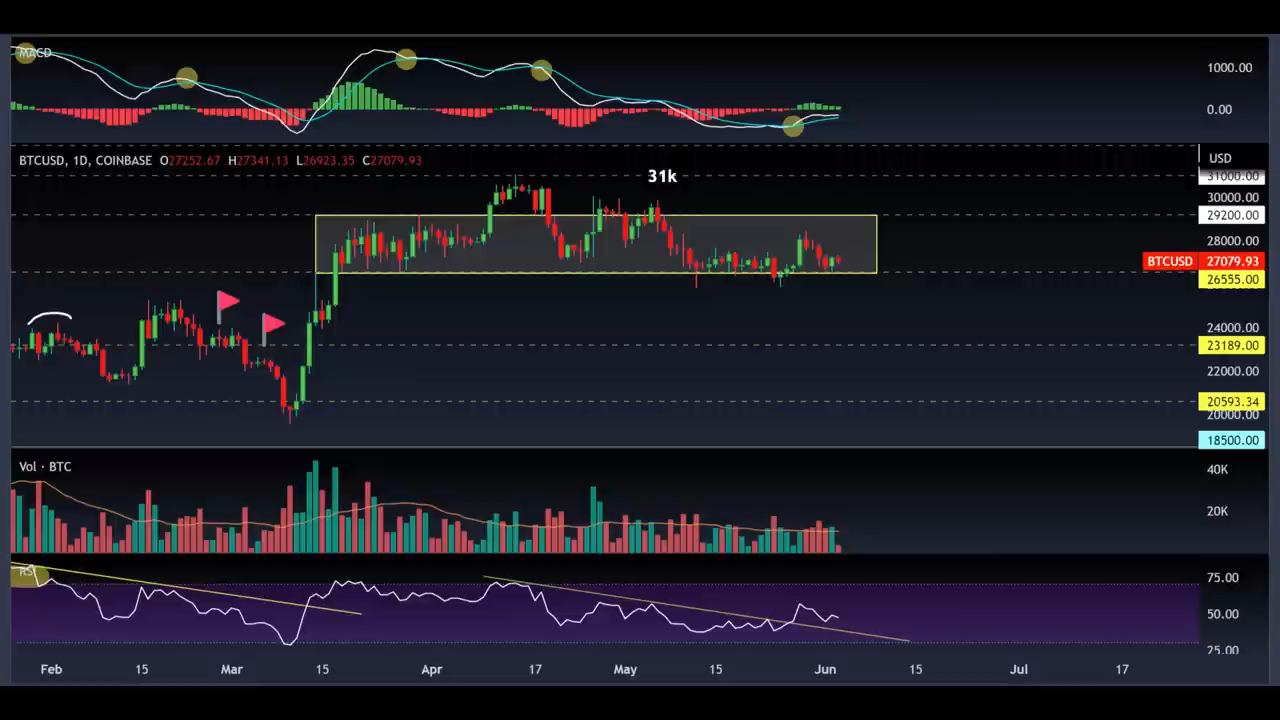 MACD
1000.00
0.00
BTCUSD, 1D, COINBASE O27252.67 H27341.13 L26923.35 C27079.93
USD
31k
31000.00
30000.00
29200.00
28000.00
BTCUSD 27079.93
26555.00
24000.00
23189.00
22000.00
20593.34
20000.00
18500.00
Vol · BTC
40K
20K
RSI
75.00
50.00
25.00
Feb 15 Mar 15 Apr 17 May 15 Jun 15 Jul 17